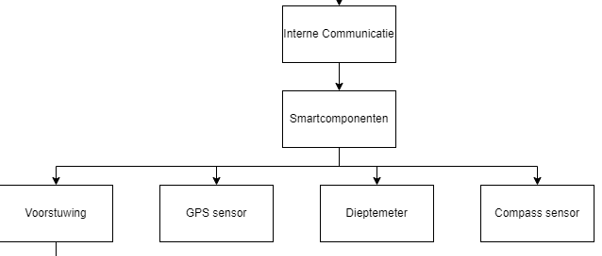 Interne Communicatie
Smartcomponenten
Voorstuwing
GPS sensor
Dieptemeter
Compass sensor